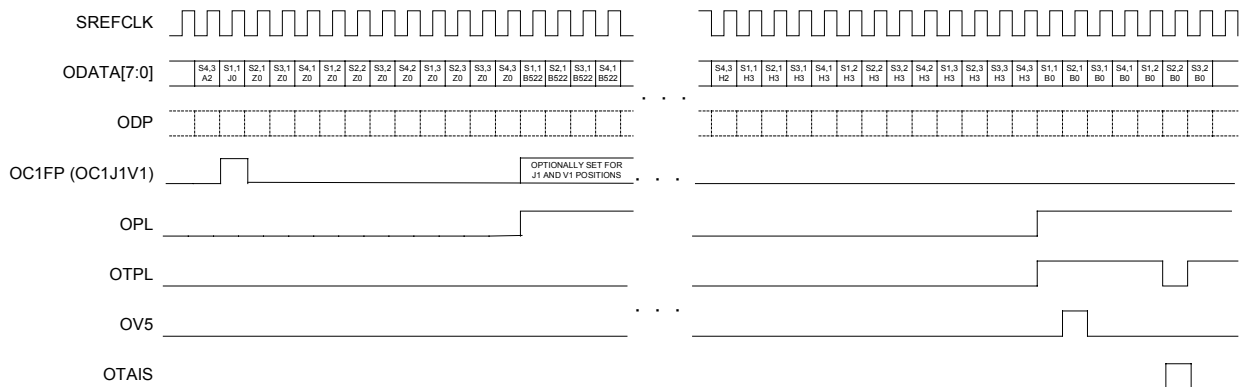 SREFCLK
ODATA[7:0]
S4,3 S1,1 S2,1 S3,1 S4,1 S1,2 S2,2 S3,2 S4,2 S1,3 S2,3 S3,3 S4,3 S1,1 S2,1 S3,1 S4,1
A2 J0 Z0 Z0 Z0 Z0 Z0 Z0 Z0 Z0 Z0 Z0 Z0 B522 B522 B522 B522
. . .
S4,3 S1,1 S2,1 S3,1 S4,1 S1,2 S2,2 S3,2 S4,2 S1,3 S2,3 S3,3 S4,3 S1,1 S2,1 S3,1 S4,1 S1,2 S2,2 S3,2
H2 H3 H3 H3 H3 H3 H3 H3 H3 H3 H3 H3 H3 B0 B0 B0 B0 B0 B0 B0
ODP
OC1FP (OC1J1V1)
OPTIONALLY SET FOR
J1 AND V1 POSITIONS
. . .
OPL
OTPL
OV5
. . .
OTAIS